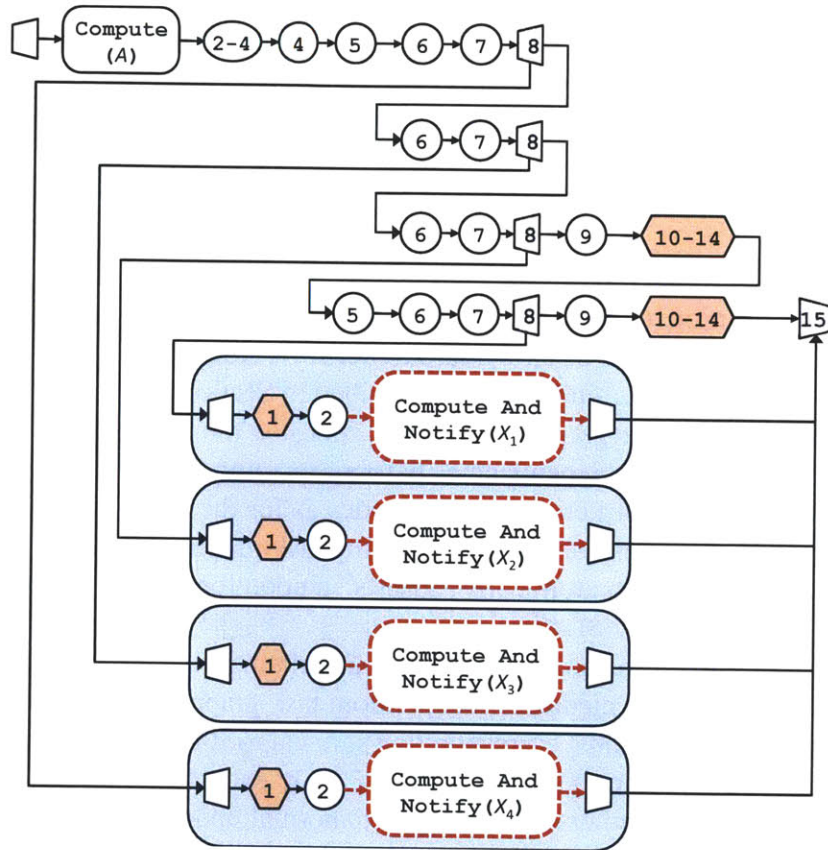 Compute
(A)
2-4
4
5
6
7
8
6
7
8
6
7
8
9
10-14
5
6
7
8
9
10-14
15
1
2
Compute And
Notify(X₁)
1
2
Compute And
Notify(X₂)
1
2
Compute And
Notify(X₃)
1
2
Compute And
Notify(X₄)